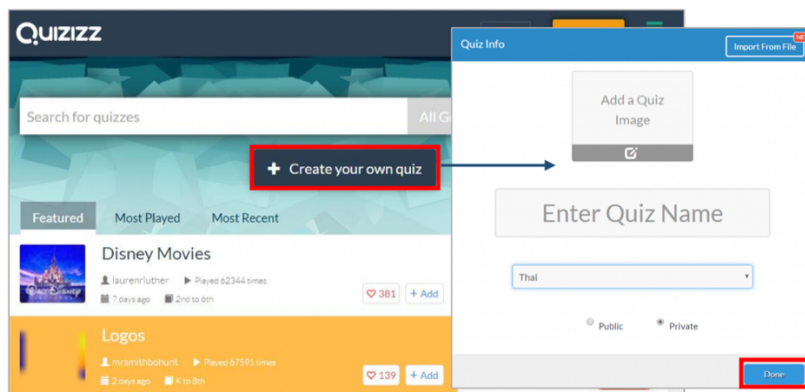 Quizizz
Search for quizzes
All G
+ Create your own quiz
Featured Most Played Most Recent
Disney Movies
laurenrluther Played 62344 times
7 days ago 2nd to 6th
381 + Add
Logos
mrsmithbohunt Played 67591 times
2 days ago K to 8th
139 + Add
Quiz Info
Import From File
NE
Add a Quiz
Image
Enter Quiz Name
Thai
Public Private
Done